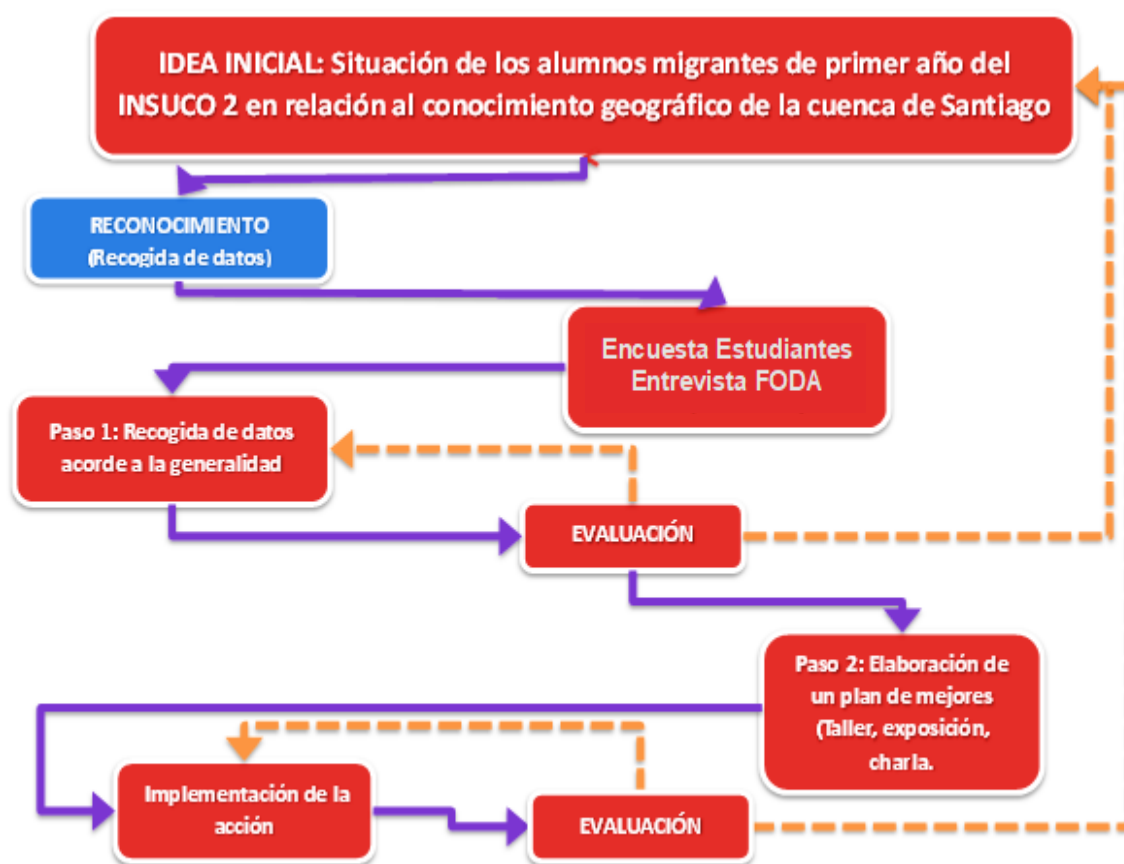 IDEA INICIAL: Situación de los alumnos migrantes de primer año del
INSUCO 2 en relación al conocimiento geográfico de la cuenca de Santiago
RECONOCIMIENTO
(Recogida de datos)
Encuesta Estudiantes
Entrevista FODA
Paso 1: Recogida de datos
acorde a la generalidad
EVALUACIÓN
Paso 2: Elaboración de
un plan de mejores
(Taller, exposición,
charla.
Implementación de la
acción
EVALUACIÓN